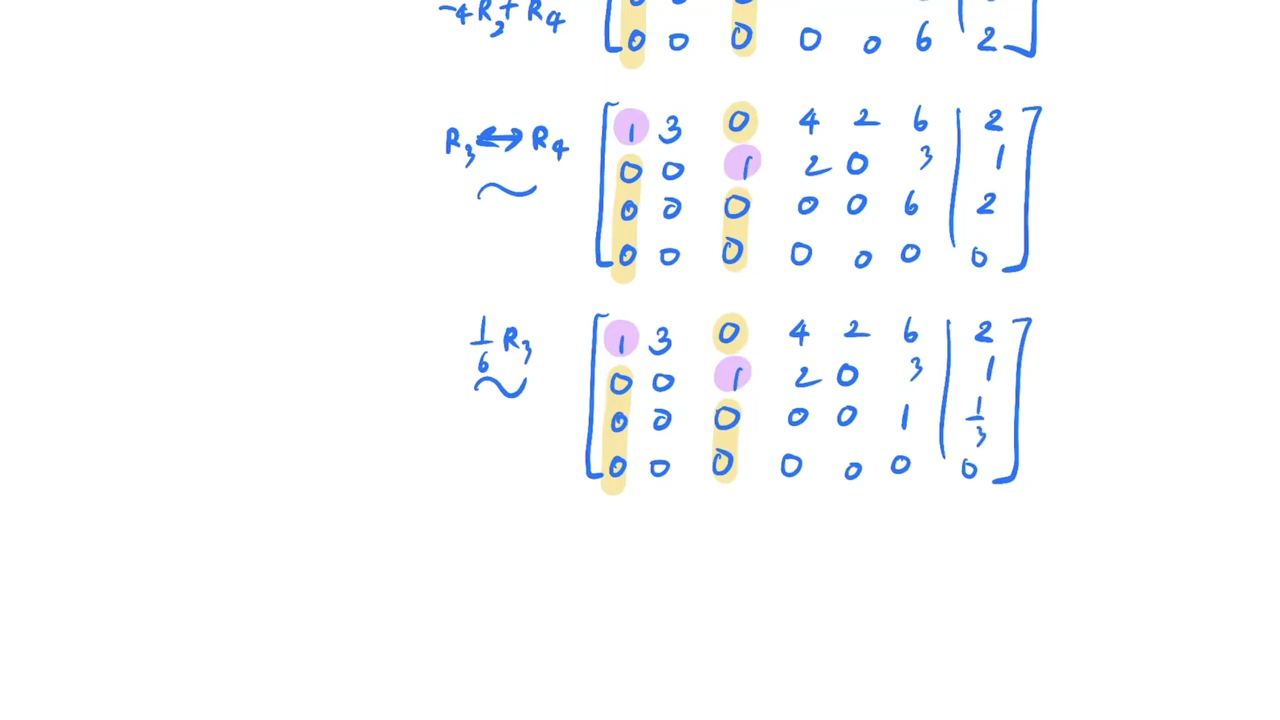 -4R₂+R₄
0 0 0 0 0 6 | 2
R₃↔R₄
~
1 3 0 4 2 6 | 2
0 0 1 2 0 3 | 1
0 0 0 0 0 6 | 2
0 0 0 0 0 0 | 0
1/6 R₃
~
1 3 0 4 2 6 | 2
0 0 1 2 0 3 | 1
0 0 0 0 0 1 | 1/3
0 0 0 0 0 0 | 0